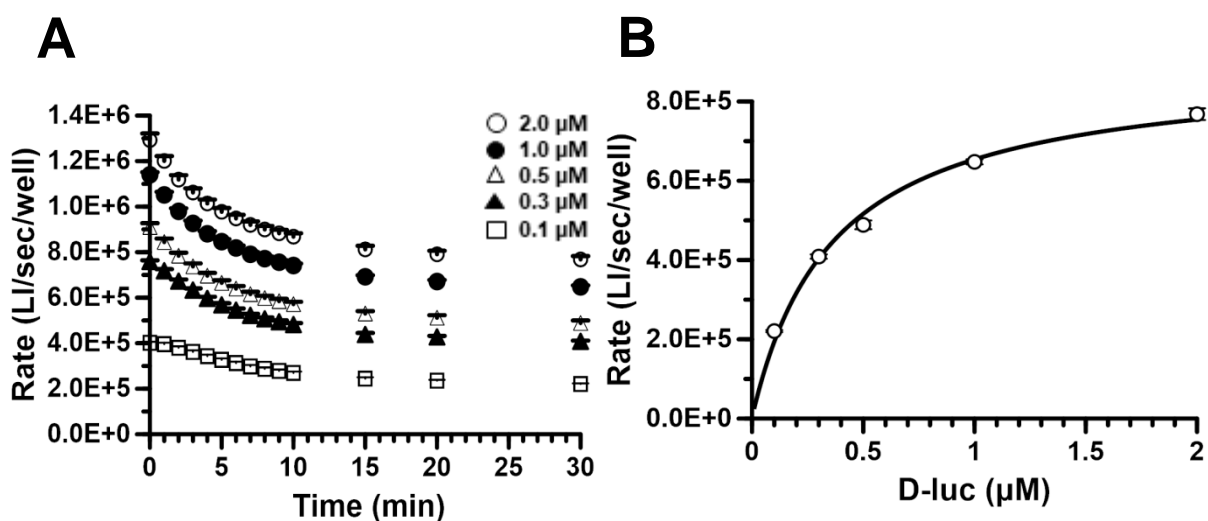 A
Rate (LI/sec/well)
1.4E+6
1.2E+6
1.0E+6
8.0E+5
6.0E+5
4.0E+5
2.0E+5
0.0E+0
2.0 µM
1.0 µM
0.5 µM
0.3 µM
0.1 µM
0 5 10 15 20 25 30
Time (min)
B
Rate (LI/sec/well)
8.0E+5
6.0E+5
4.0E+5
2.0E+5
0.0E+0
0 0.5 1 1.5 2
D-luc (µM)